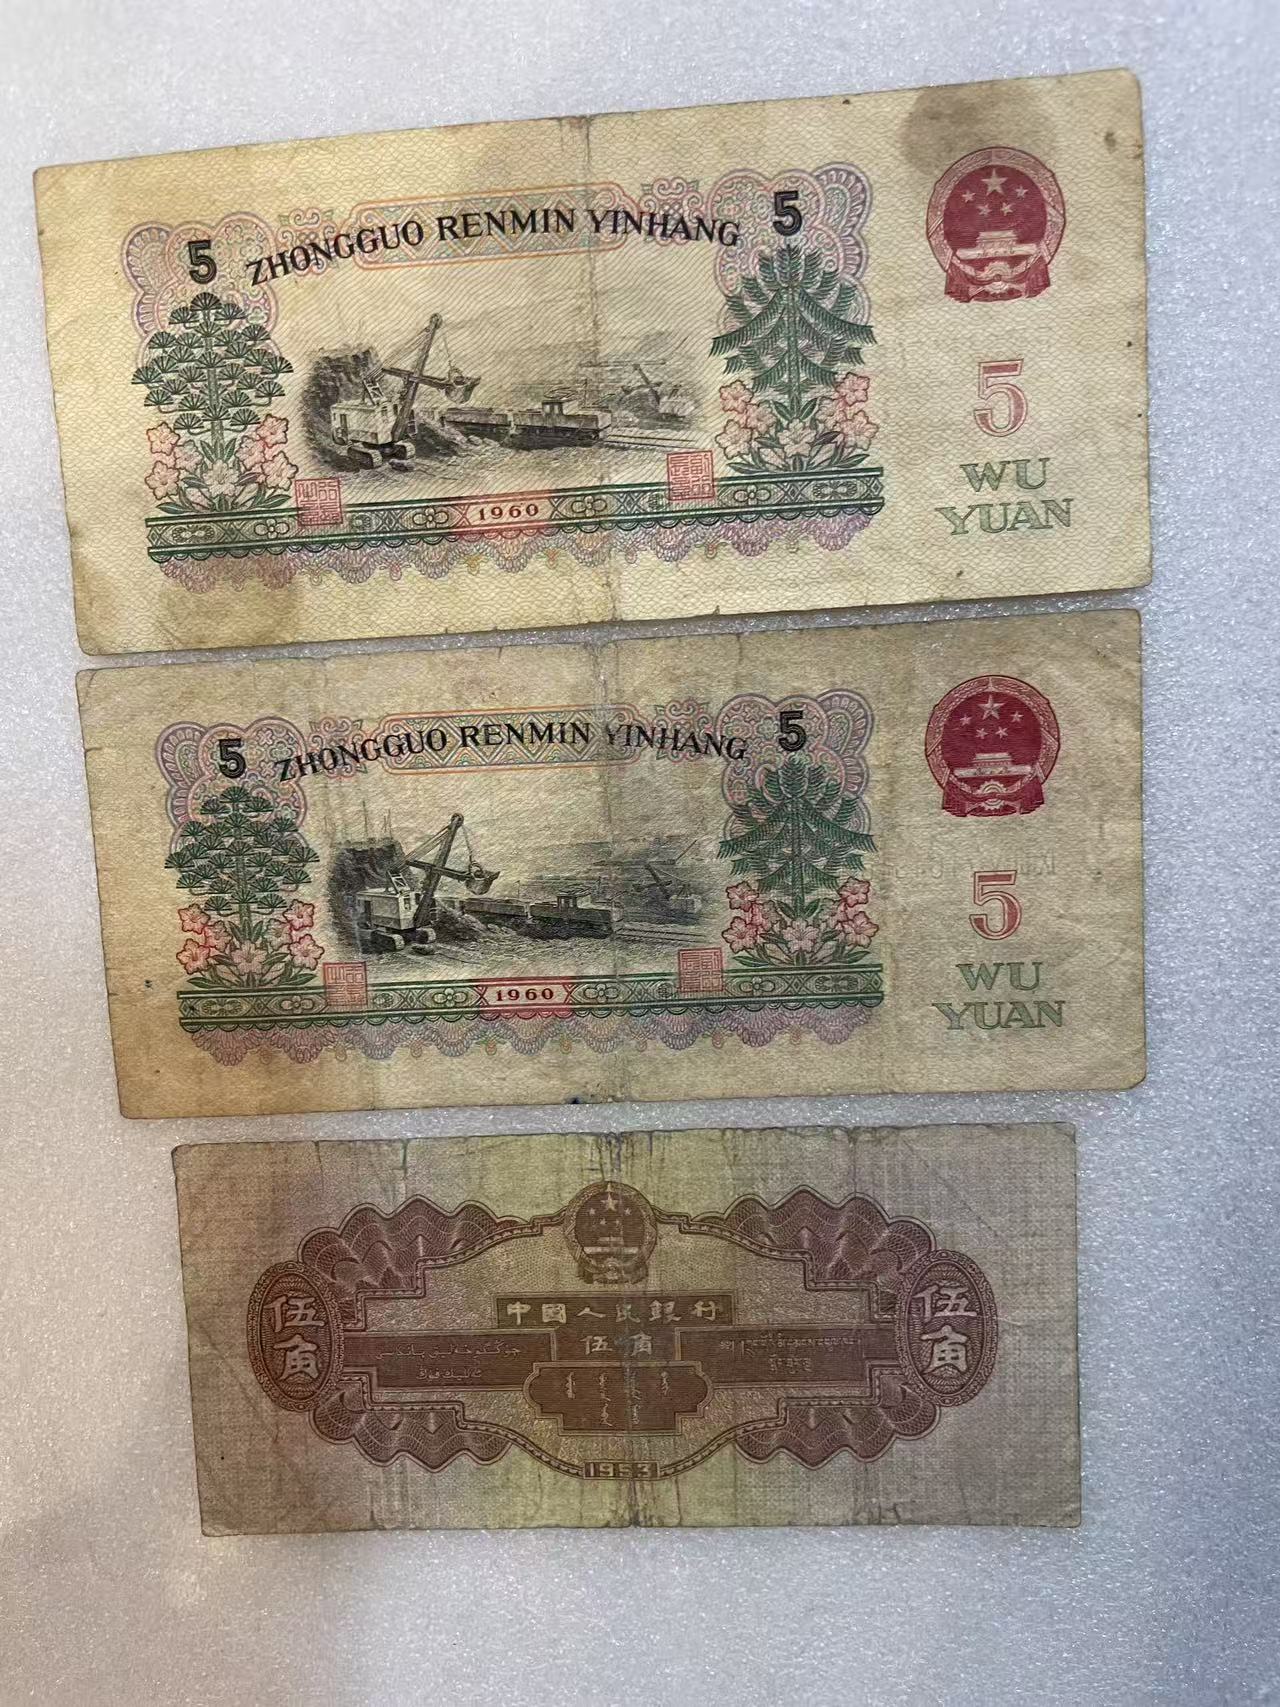 5 ZHONGGUO RENMIN YINHANG 5
5
WU
YUAN
1960
5 ZHONGGUO RENMIN YINHANG 5
5
WU
YUAN
1960
中國人民銀行
伍角
伍角
伍角
1953